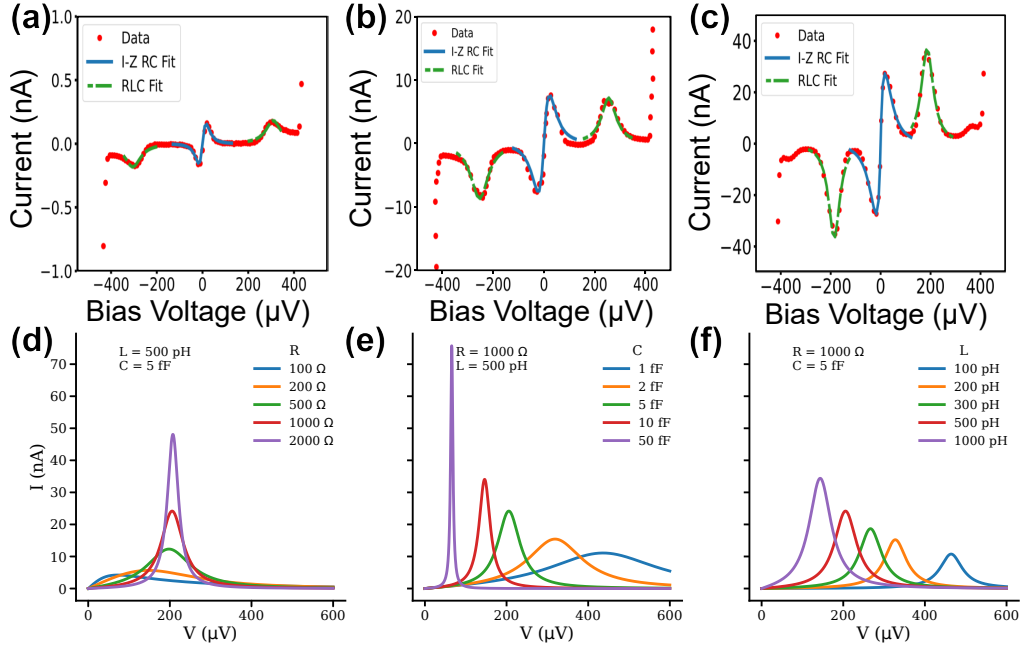 (a)
Current (nA)
1.0
0.5
0.0
−0.5
−1.0
Data
I-Z RC Fit
RLC Fit
−400 −200 0 200 400
Bias Voltage (μV)
(b)
Current (nA)
20
10
0
−10
−20
Data
I-Z RC Fit
RLC Fit
−400 −200 0 200 400
Bias Voltage (μV)
(c)
Current (nA)
40
20
0
−20
−40
Data
I-Z RC Fit
RLC Fit
−400 −200 0 200 400
Bias Voltage (μV)
(d)
I (nA)
70
60
50
40
30
20
10
0
L = 500 pH
C = 5 fF
R
100 Ω
200 Ω
500 Ω
1000 Ω
2000 Ω
0 200 400 600
V (μV)
(e)
R = 1000 Ω
L = 500 pH
C
1 fF
2 fF
5 fF
10 fF
50 fF
0 200 400 600
V (μV)
(f)
R = 1000 Ω
C = 5 fF
L
100 pH
200 pH
300 pH
500 pH
1000 pH
0 200 400 600
V (μV)